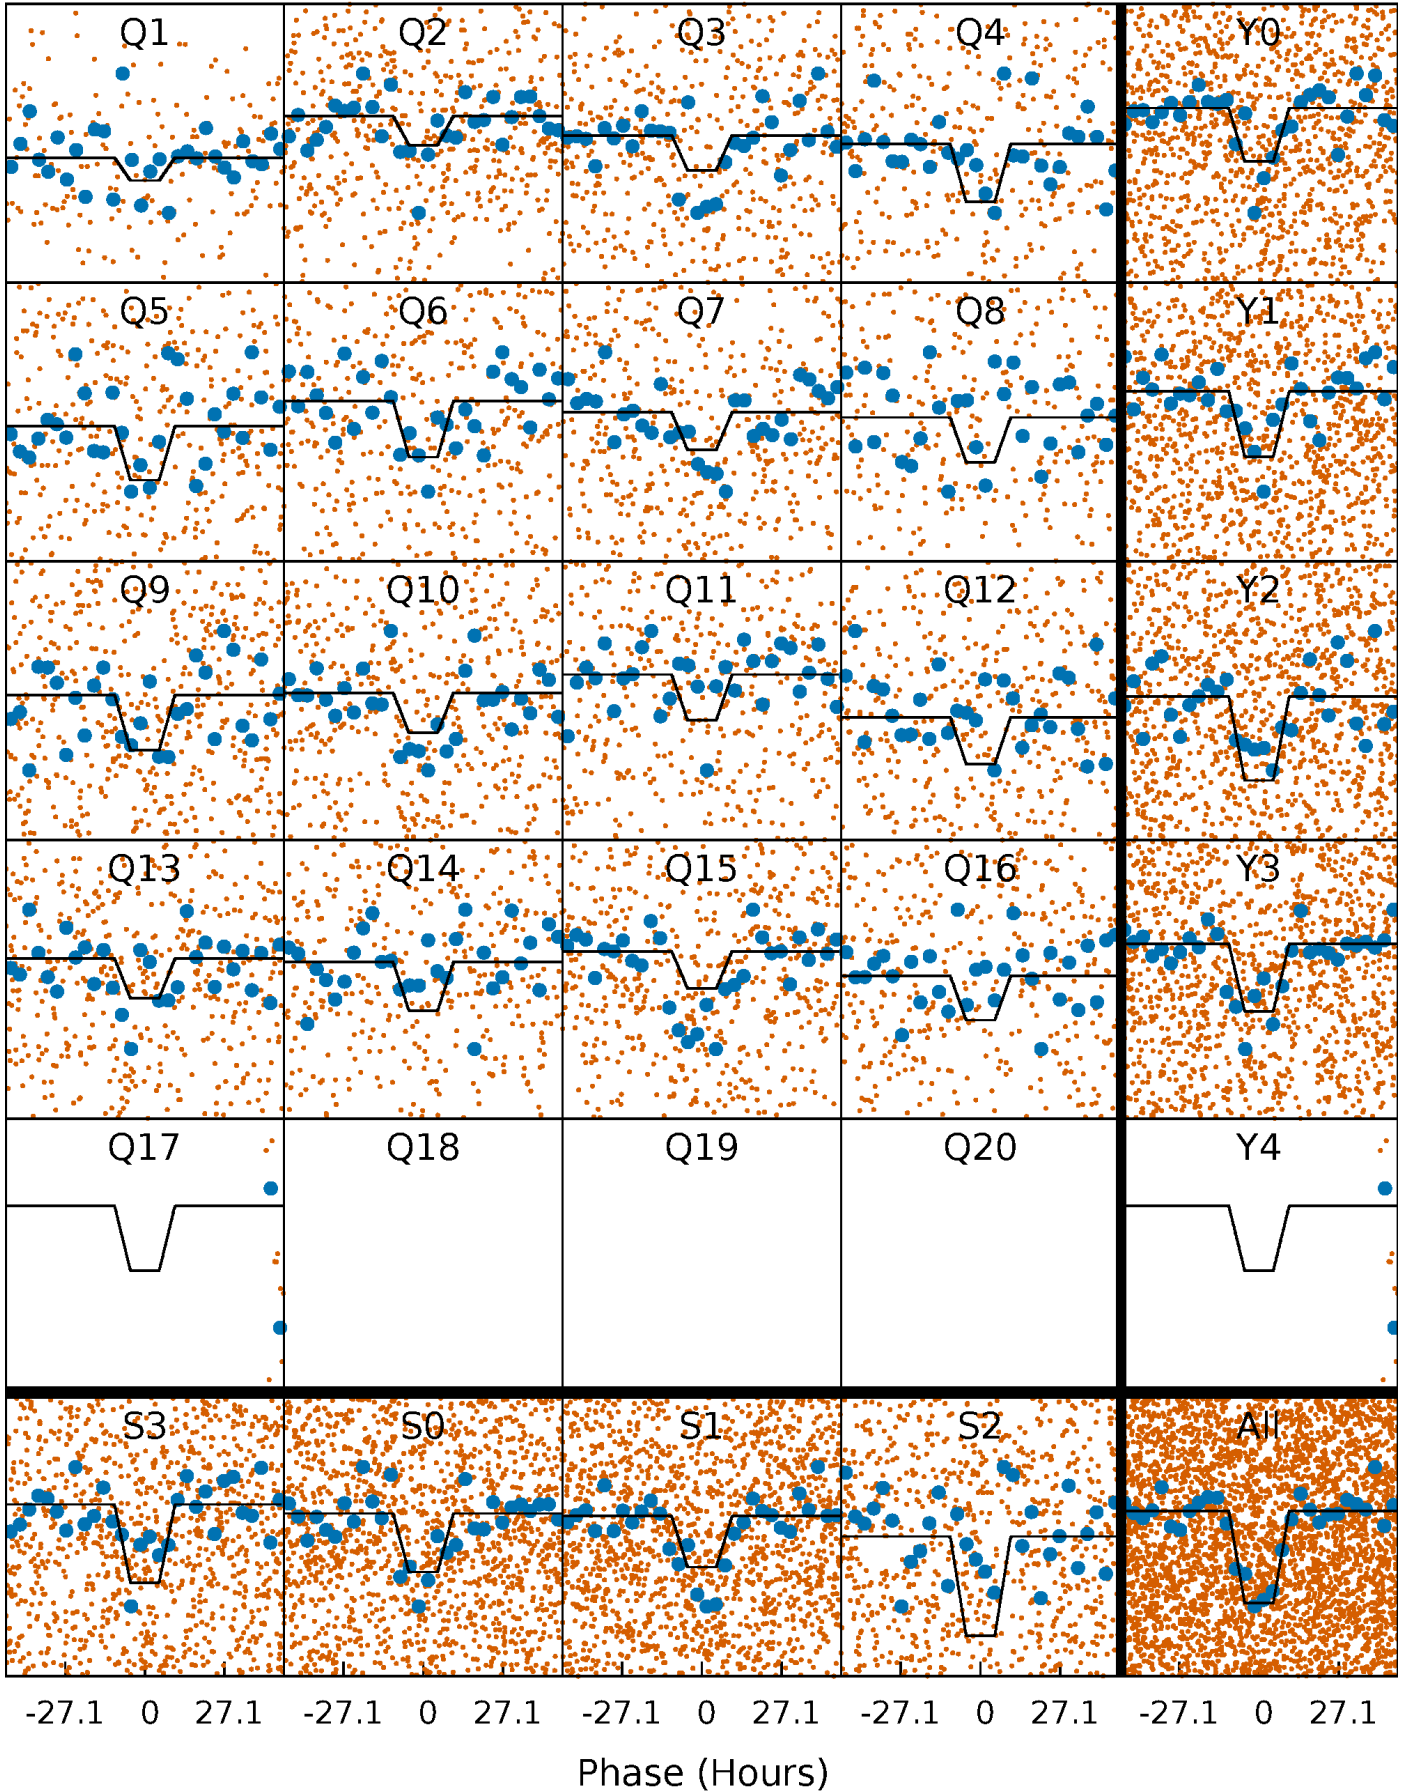 Q1 Q2 Q3 Q4 Y0
Q5 Q6 Q7 Q8 Y1
Q9 Q10 Q11 Q12 Y2
Q13 Q14 Q15 Q16 Y3
Q17 Q18 Q19 Q20 Y4
S3 S0 S1 S2 All
-27.1 0 27.1 -27.1 0 27.1 -27.1 0 27.1 -27.1 0 27.1 -27.1 0 27.1
Phase (Hours)